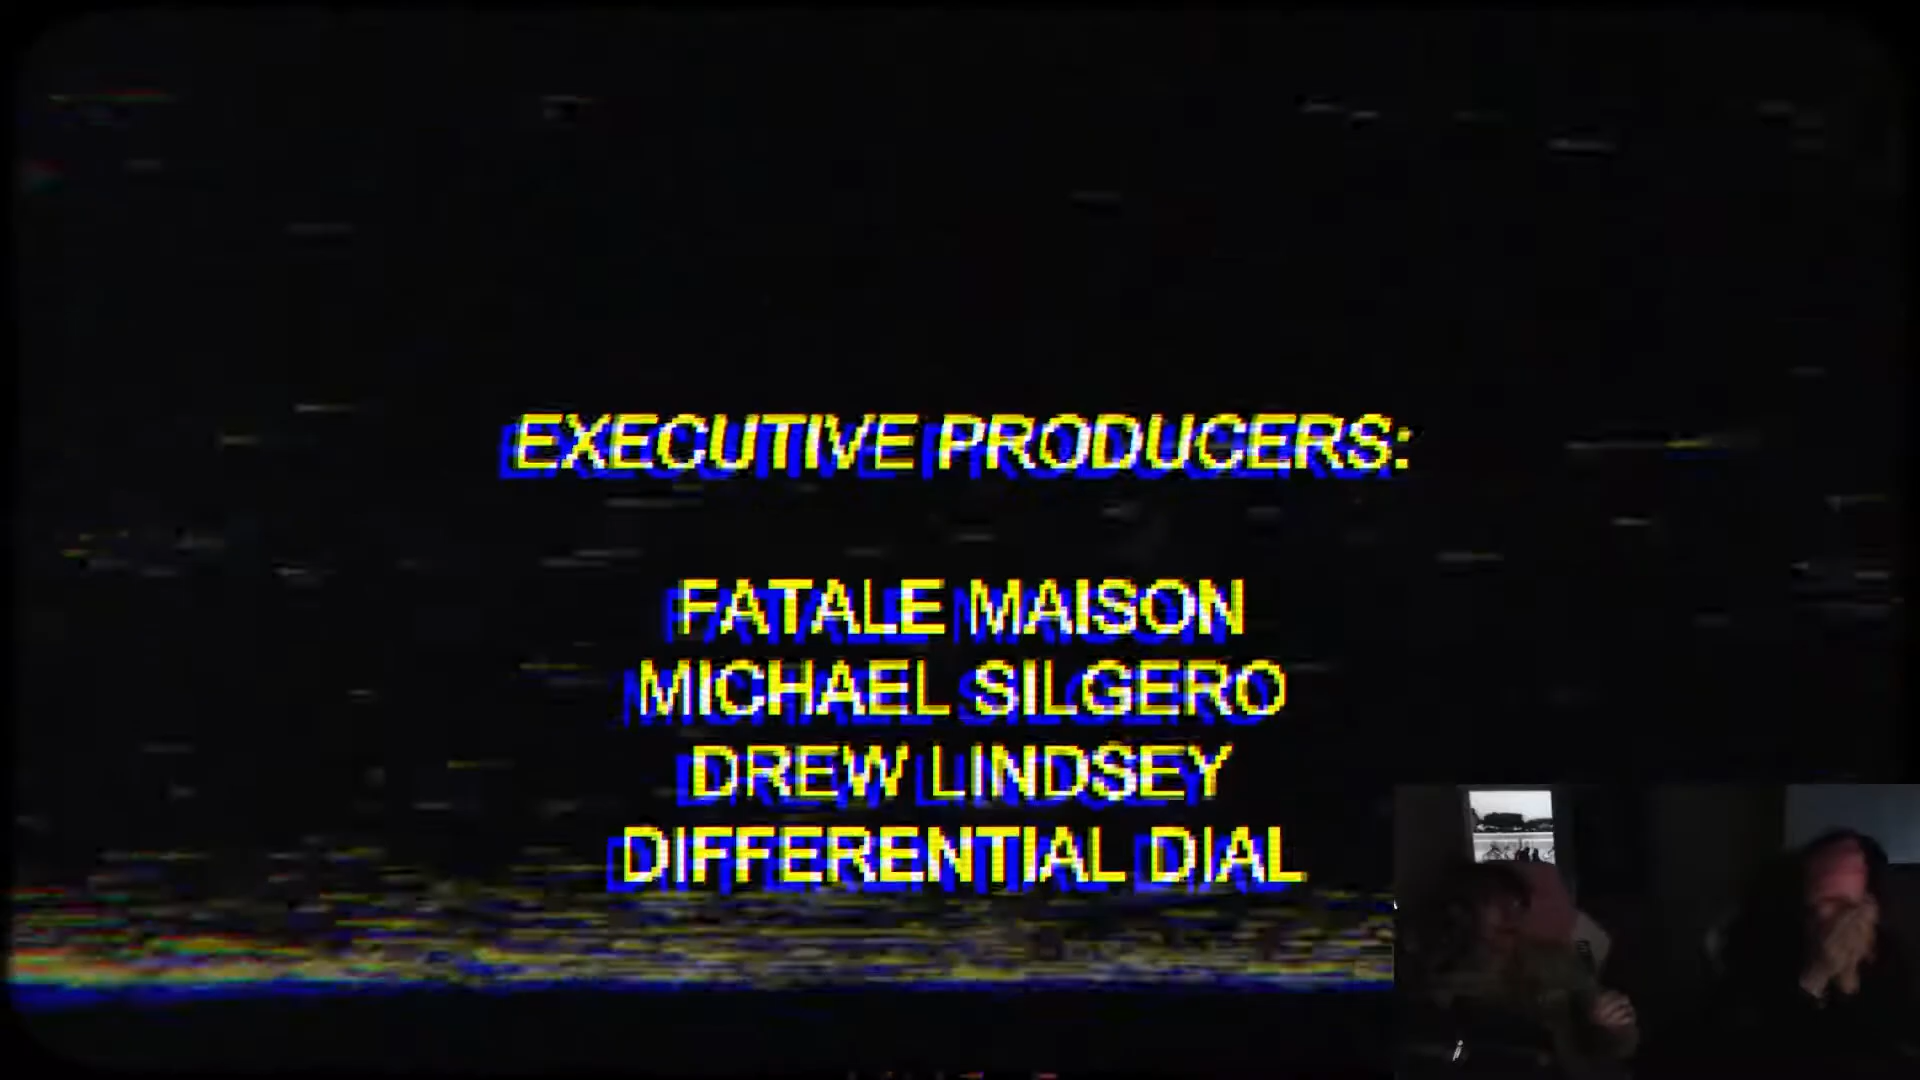 EXECUTIVE PRODUCERS:
FATALE MAISON
MICHAEL SILGERO
DREW LINDSEY
DIFFERENTIAL DIAL